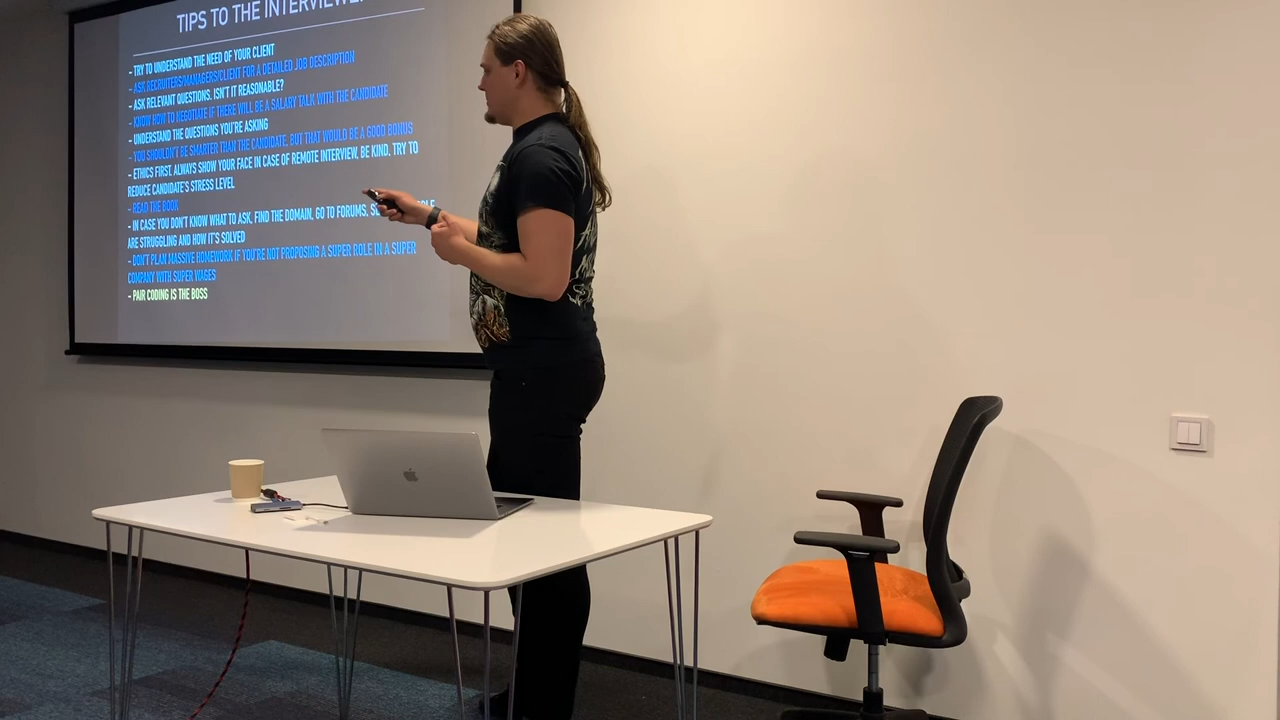 TIPS TO THE INTERVIEWER
- TRY TO UNDERSTAND THE NEED OF YOUR CLIENT
- ASK RECRUITERS/MANAGERS/CLIENT FOR A DETAILED JOB DESCRIPTION
- ASK RELEVANT QUESTIONS. ISN'T IT REASONABLE?
- KNOW HOW TO NEGOTIATE IF THERE WILL BE A SALARY TALK WITH THE CANDIDATE
- UNDERSTAND THE QUESTIONS YOU'RE ASKING
- YOU SHOULDN'T BE SMARTER THAN THE CANDIDATE, BUT THAT WOULD BE A GOOD BONUS
- ETHICS FIRST. ALWAYS SHOW YOUR FACE IN CASE OF REMOTE INTERVIEW. BE KIND. TRY TO
REDUCE CANDIDATE'S STRESS LEVEL
- READ THE BOOK
- IN CASE YOU DON'T KNOW WHAT TO ASK, FIND THE DOMAIN, GO TO FORUMS,
ARE STRUGGLING AND HOW IT'S SOLVED
- DON'T PLAN MASSIVE HOMEWORK IF YOU'RE NOT PROPOSING A SUPER ROLE IN A SUPER
COMPANY WITH SUPER WAGES
- PAIR CODING IS THE BOSS